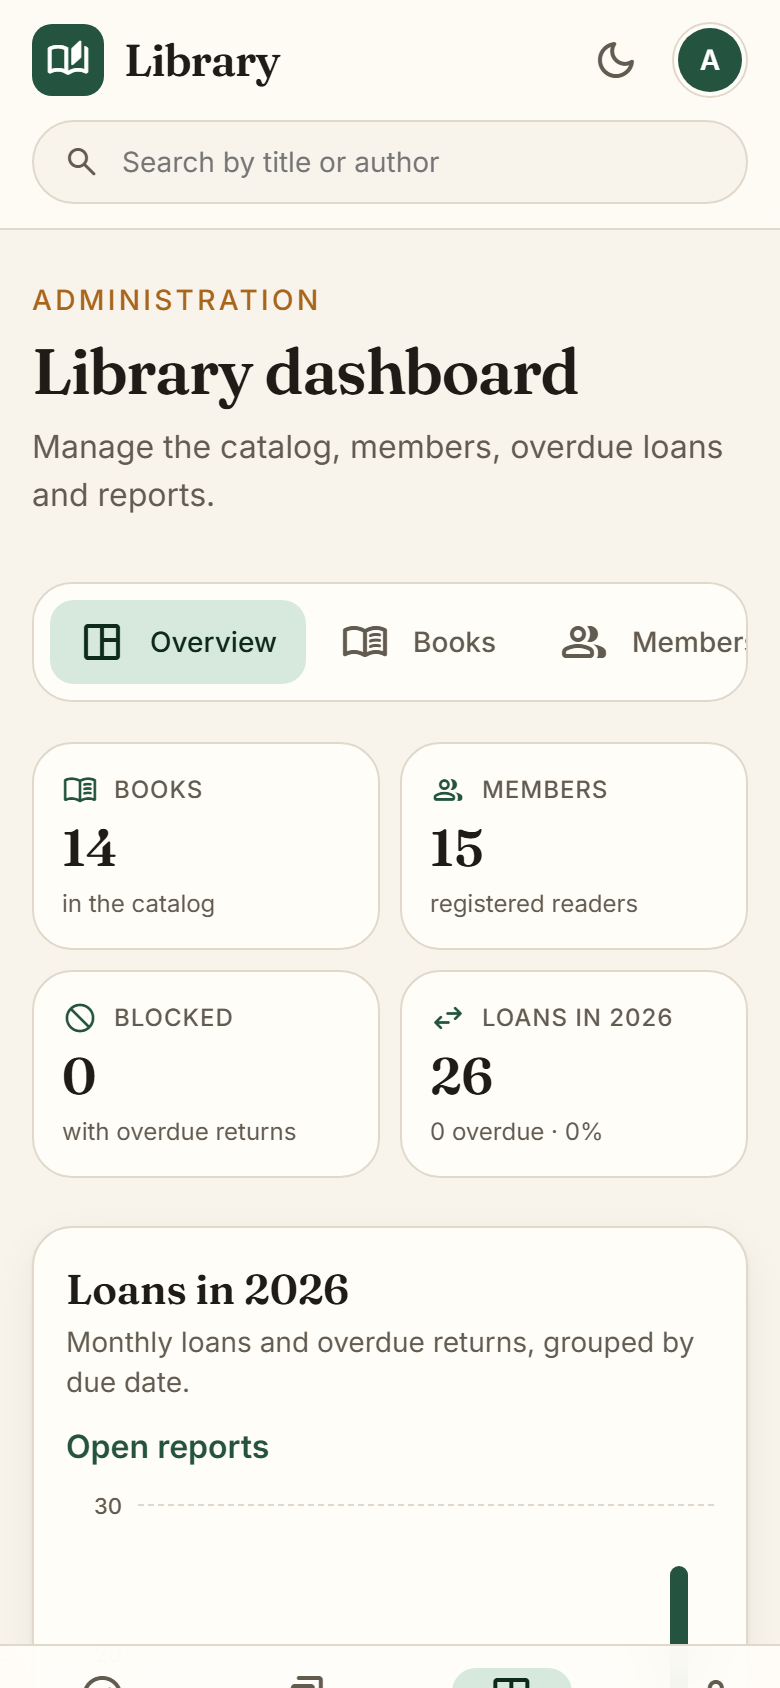 Library
A
Search by title or author
ADMINISTRATION
Library dashboard
Manage the catalog, members, overdue loans
and reports.
Overview
Books
Members
BOOKS
14
in the catalog
MEMBERS
15
registered readers
BLOCKED
0
with overdue returns
LOANS IN 2026
26
0 overdue · 0%
Loans in 2026
Monthly loans and overdue returns, grouped by
due date.
Open reports
30